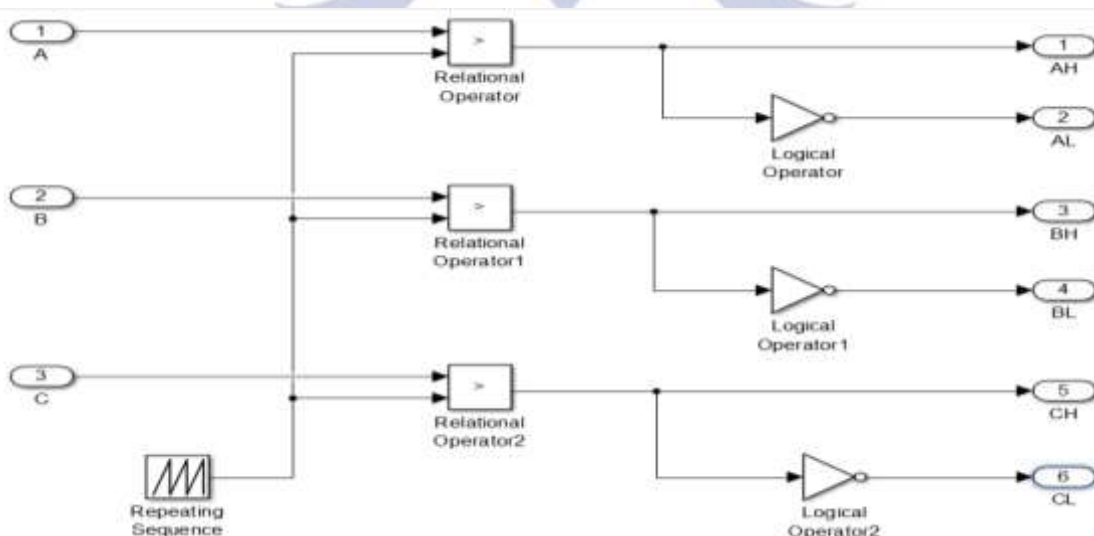 1
A
>
Relational
Operator
1
AH
2
AL
Logical
Operator
2
B
>
Relational
Operator1
3
BH
4
BL
Logical
Operator1
3
C
>
Relational
Operator2
5
CH
6
CL
Logical
Operator2
Repeating
Sequence